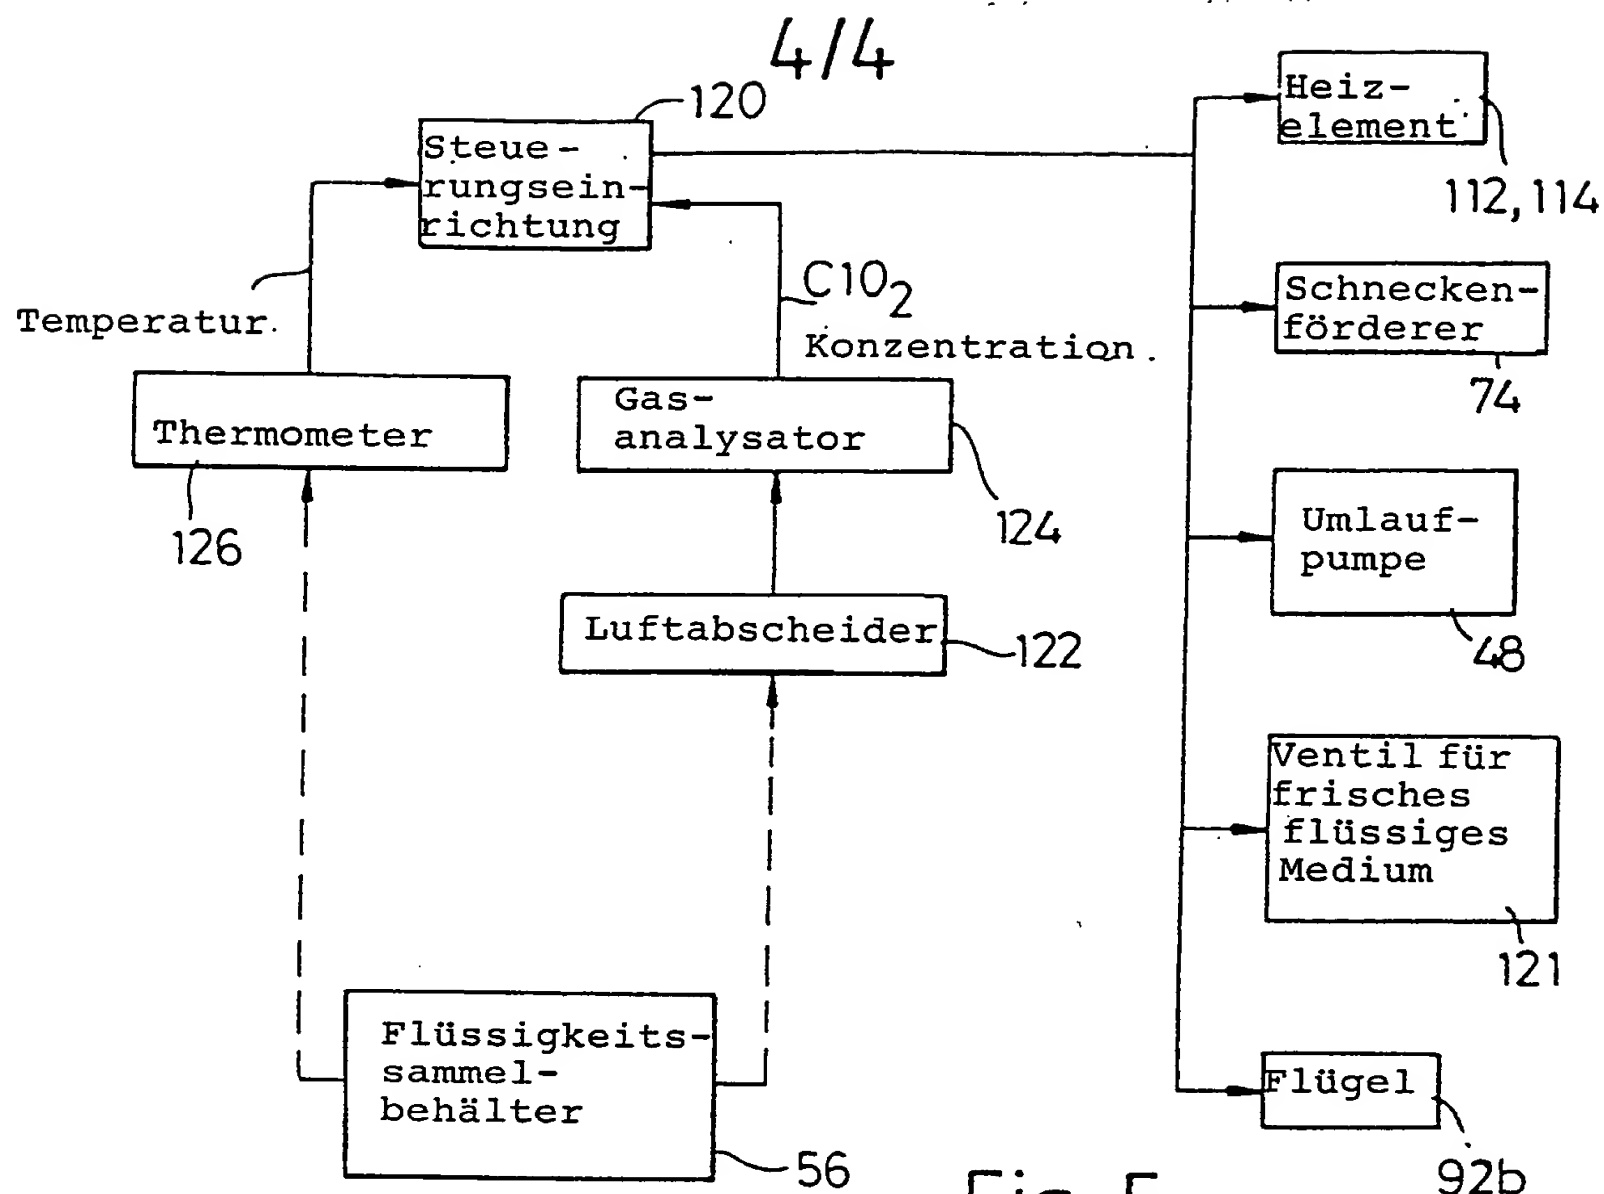 4/4
120
Steue-
rungsein-
richtung
Heiz-
element
112, 114
Temperatur.
ClO2
Konzentration.
Schnecken-
förderer
74
Thermometer
126
Gas-
analysator
124
Umlauf-
pumpe
48
Luftabscheider
122
Ventil für
frisches
flüssiges
Medium
121
Flüssigkeits-
sammel-
behälter
56
Flügel
92b